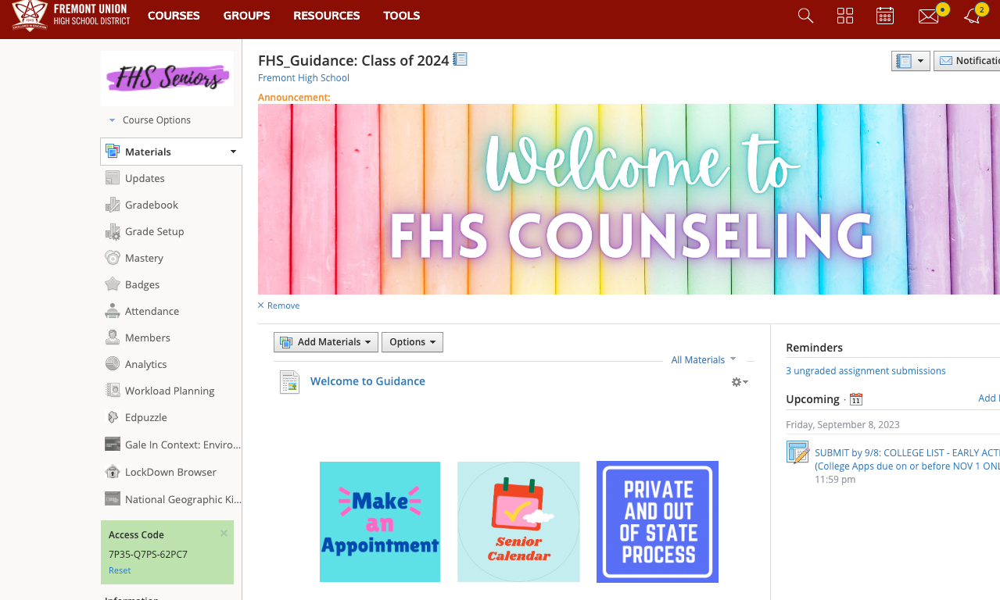 FREMONT UNION
HIGH SCHOOL DISTRICT
COURSES GROUPS RESOURCES TOOLS
2
FHS Seniors
Course Options
Materials
Updates
Gradebook
Grade Setup
Mastery
Badges
Attendance
Members
Analytics
Workload Planning
Edpuzzle
Gale In Context: Enviro...
LockDown Browser
National Geographic Ki...
Access Code
7P35-Q7PS-62PC7
Reset
FHS_Guidance: Class of 2024
Fremont High School
Announcement:
Welcome to
FHS COUNSELING
Remove
Add Materials Options
All Materials
Welcome to Guidance
Make
an
Appointment
Senior
Calendar
PRIVATE
AND OUT
OF STATE
PROCESS
Reminders
3 ungraded assignment submissions
Upcoming · 11
Add
Friday, September 8, 2023
SUBMIT by 9/8: COLLEGE LIST - EARLY ACTI
(College Apps due on or before NOV 1 ONL
11:59 pm